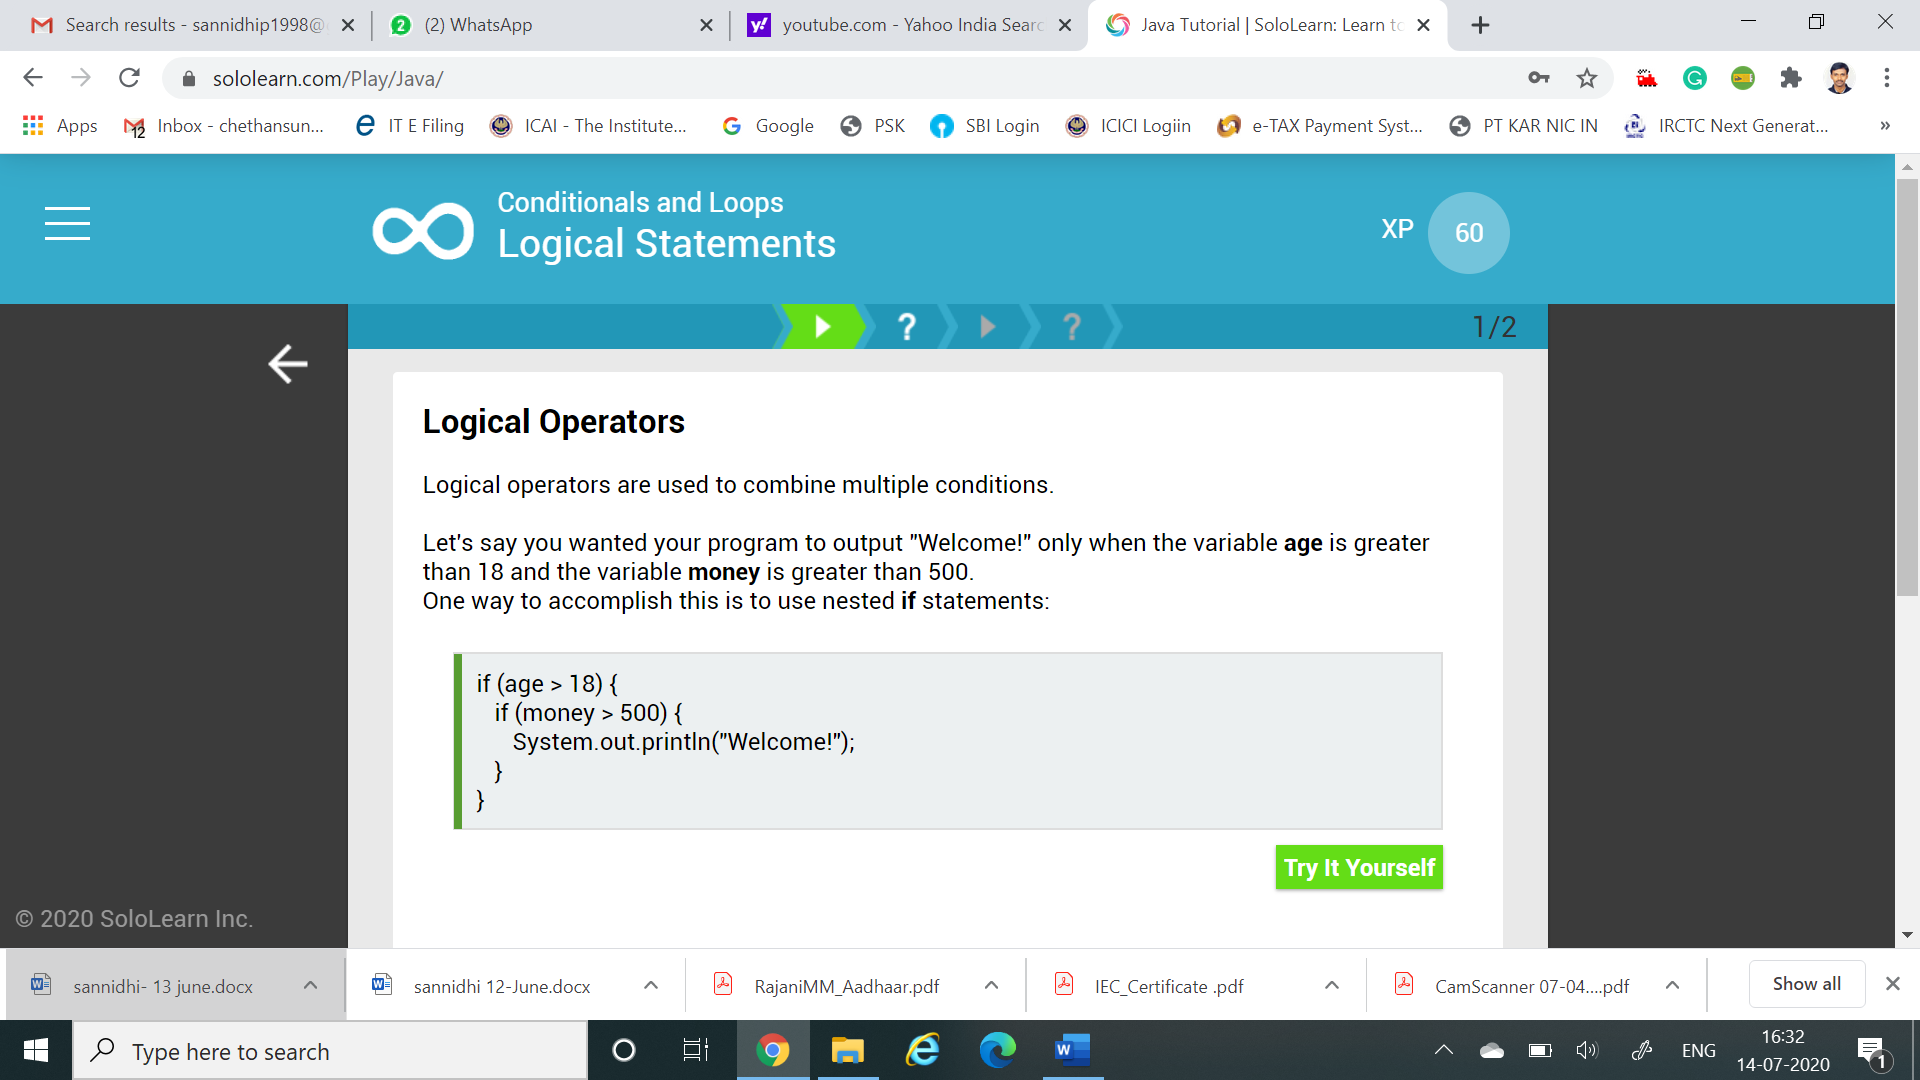 Search results - sannidhip1998@
2 (2) WhatsApp
y! youtube.com - Yahoo India Searc
Java Tutorial | SoloLearn: Learn to
sololearn.com/Play/Java/
Apps
12 Inbox - chethansun...
IT E Filing
ICAI - The Institute...
Google
PSK
SBI Login
ICICI Logiin
e-TAX Payment Syst...
PT KAR NIC IN
IRCTC Next Generat...
»
Conditionals and Loops
Logical Statements
XP 60
? ? 1/2
Logical Operators
Logical operators are used to combine multiple conditions.
Let's say you wanted your program to output "Welcome!" only when the variable age is greater
than 18 and the variable money is greater than 500.
One way to accomplish this is to use nested if statements:
if (age > 18) {
if (money > 500) {
System.out.println("Welcome!");
}
}
Try It Yourself
© 2020 SoloLearn Inc.
sannidhi- 13 june.docx
sannidhi 12-June.docx
RajaniMM_Aadhaar.pdf
IEC_Certificate .pdf
CamScanner 07-04....pdf
Show all
Type here to search
ENG
16:32
14-07-2020
1